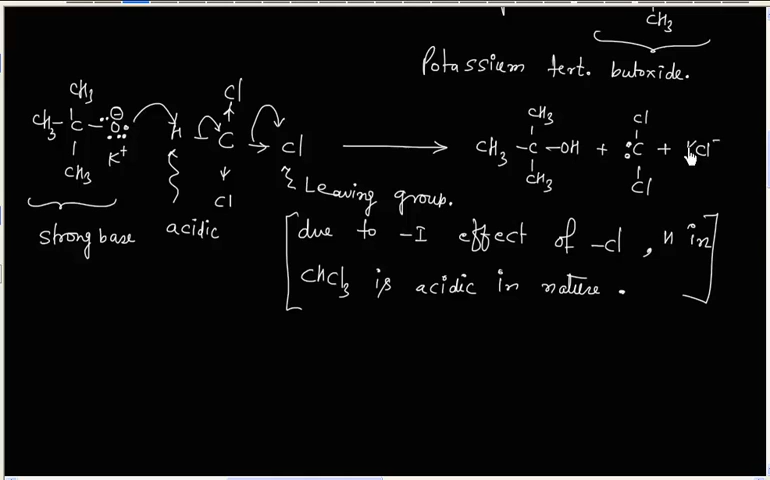 CH3
Potassium tert. butoxide.
CH3 Cl CH3 Cl
CH3-C-O⊖ H-C Cl → CH3-C-OH + :C + KCl⁻
CH3 K+ Cl CH3 Cl
Leaving group.
strong base acidic
[due to -I effect of -Cl, H in
CHCl3 is acidic in nature.]